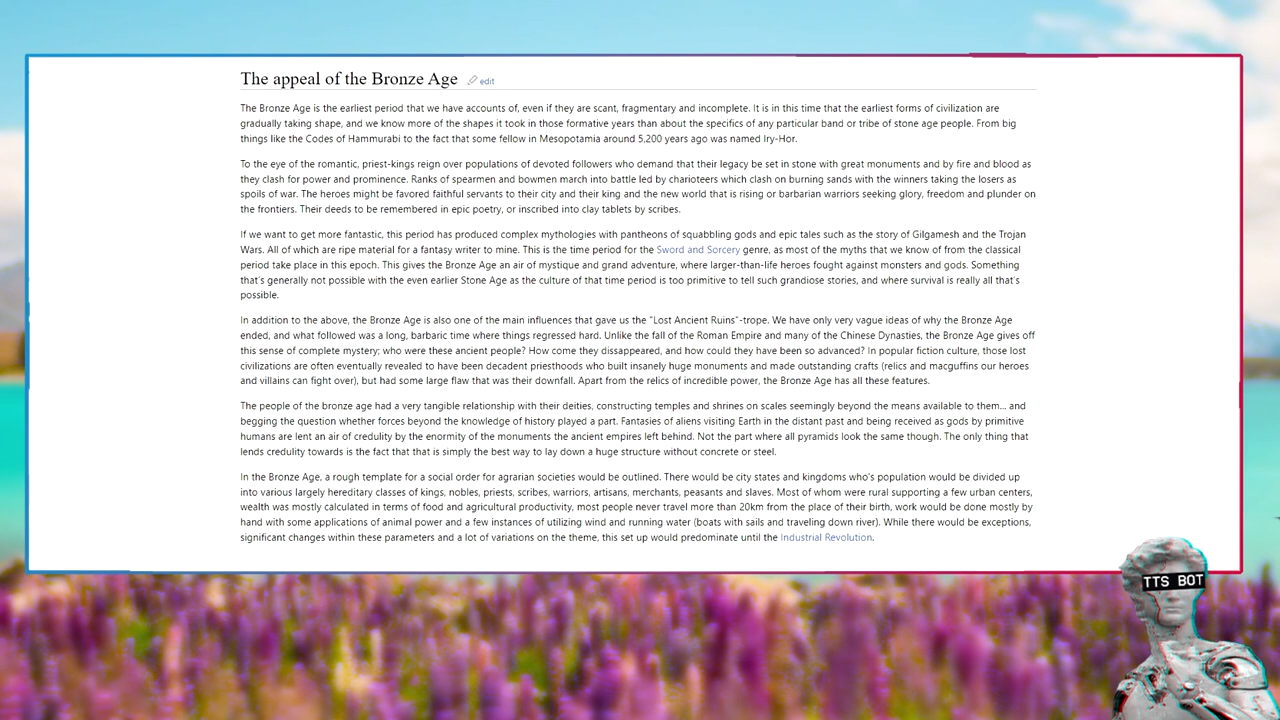 The appeal of the Bronze Age edit
The Bronze Age is the earliest period that we have accounts of, even if they are scant, fragmentary and incomplete. It is in this time that the earliest forms of civilization are
gradually taking shape, and we know more of the shapes it took in those formative years than about the specifics of any particular band or tribe of stone age people. From big
things like the Codes of Hammurabi to the fact that some fellow in Mesopotamia around 5,200 years ago was named Iry-Hor.
To the eye of the romantic, priest-kings reign over populations of devoted followers who demand that their legacy be set in stone with great monuments and by fire and blood as
they clash for power and prominence. Ranks of spearmen and bowmen march into battle led by charioteers which clash on burning sands with the winners taking the losers as
spoils of war. The heroes might be favored faithful servants to their city and their king and the new world that is rising or barbarian warriors seeking glory, freedom and plunder on
the frontiers. Their deeds to be remembered in epic poetry, or inscribed into clay tablets by scribes.
If we want to get more fantastic, this period has produced complex mythologies with pantheons of squabbling gods and epic tales such as the story of Gilgamesh and the Trojan
Wars. All of which are ripe material for a fantasy writer to mine. This is the time period for the Sword and Sorcery genre, as most of the myths that we know of from the classical
period take place in this epoch. This gives the Bronze Age an air of mystique and grand adventure, where larger-than-life heroes fought against monsters and gods. Something
that's generally not possible with the even earlier Stone Age as the culture of that time period is too primitive to tell such grandiose stories, and where survival is really all that's
possible.
In addition to the above, the Bronze Age is also one of the main influences that gave us the "Lost Ancient Ruins"-trope. We have only very vague ideas of why the Bronze Age
ended, and what followed was a long, barbaric time where things regressed hard. Unlike the fall of the Roman Empire and many of the Chinese Dynasties, the Bronze Age gives off
this sense of complete mystery; who were these ancient people? How come they dissappeared, and how could they have been so advanced? In popular fiction culture, those lost
civilizations are often eventually revealed to have been decadent priesthoods who built insanely huge monuments and made outstanding crafts (relics and macguffins our heroes
and villains can fight over), but had some large flaw that was their downfall. Apart from the relics of incredible power, the Bronze Age has all these features.
The people of the bronze age had a very tangible relationship with their deities, constructing temples and shrines on scales seemingly beyond the means available to them... and
begging the question whether forces beyond the knowledge of history played a part. Fantasies of aliens visiting Earth in the distant past and being received as gods by primitive
humans are lent an air of credulity by the enormity of the monuments the ancient empires left behind. Not the part where all pyramids look the same though. The only thing that
lends credulity towards is the fact that that is simply the best way to lay down a huge structure without concrete or steel.
In the Bronze Age, a rough template for a social order for agrarian societies would be outlined. There would be city states and kingdoms who's population would be divided up
into various largely hereditary classes of kings, nobles, priests, scribes, warriors, artisans, merchants, peasants and slaves. Most of whom were rural supporting a few urban centers,
wealth was mostly calculated in terms of food and agricultural productivity, most people never travel more than 20km from the place of their birth, work would be done mostly by
hand with some applications of animal power and a few instances of utilizing wind and running water (boats with sails and traveling down river). While there would be exceptions,
significant changes within these parameters and a lot of variations on the theme, this set up would predominate until the Industrial Revolution.
TTS BOT